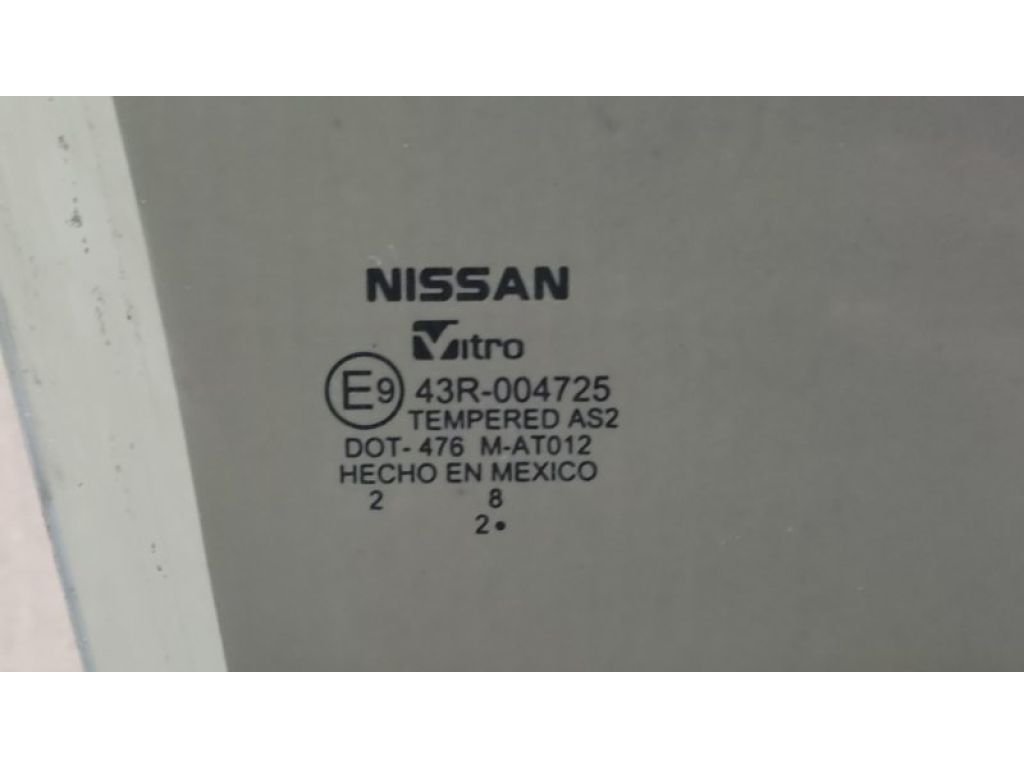 NISSAN
Vitro
E9 43R-004725
TEMPERED AS2
DOT- 476 M-AT012
HECHO EN MEXICO
2 8
2•